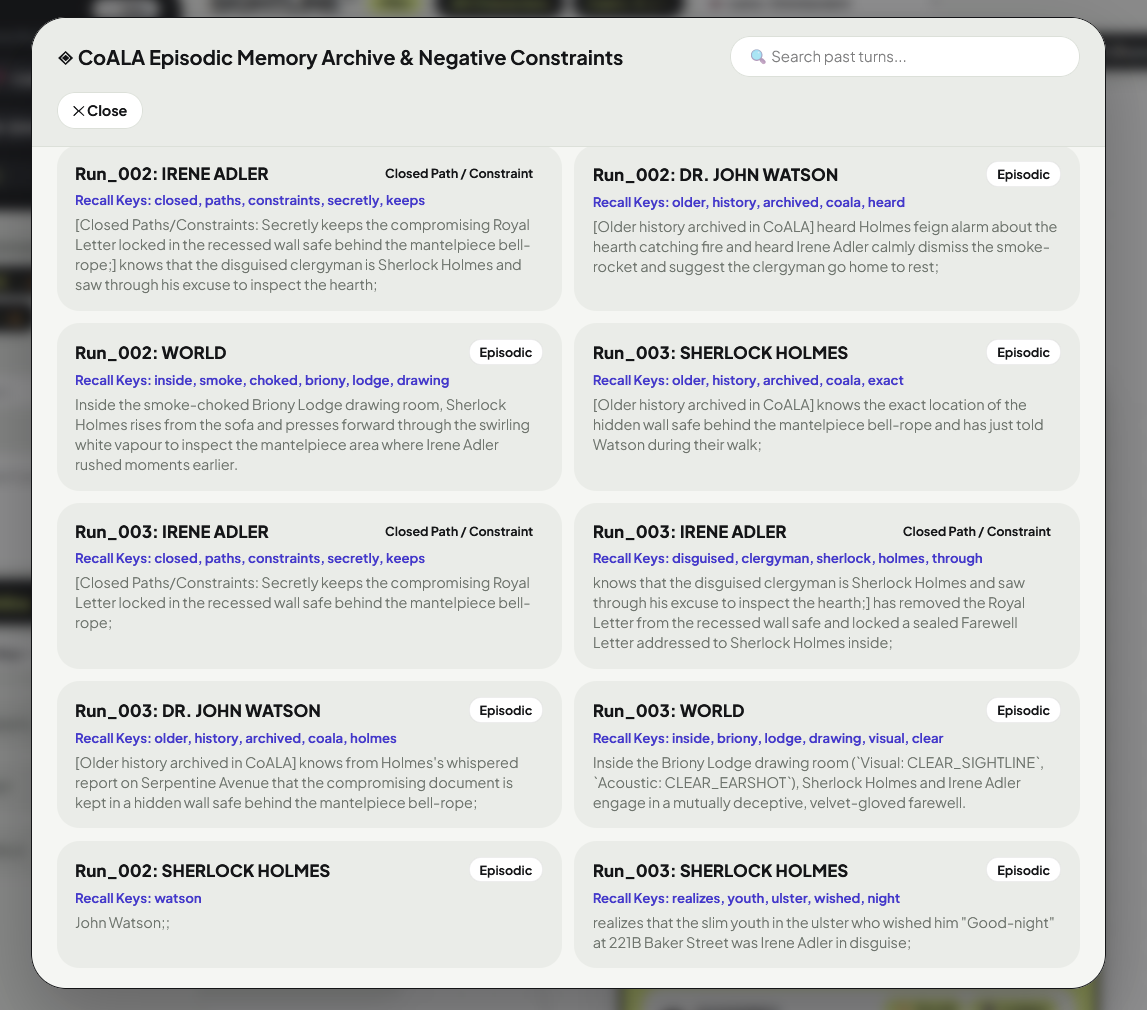 ◈ CoALA Episodic Memory Archive & Negative Constraints
🔍 Search past turns...
✕ Close
Run_002: IRENE ADLER
Closed Path / Constraint
Recall Keys: closed, paths, constraints, secretly, keeps
[Closed Paths/Constraints: Secretly keeps the compromising Royal
Letter locked in the recessed wall safe behind the mantelpiece bell-
rope;] knows that the disguised clergyman is Sherlock Holmes and
saw through his excuse to inspect the hearth;
Run_002: DR. JOHN WATSON
Episodic
Recall Keys: older, history, archived, coala, heard
[Older history archived in CoALA] heard Holmes feign alarm about the
hearth catching fire and heard Irene Adler calmly dismiss the smoke-
rocket and suggest the clergyman go home to rest;
Run_002: WORLD
Episodic
Recall Keys: inside, smoke, choked, briony, lodge, drawing
Inside the smoke-choked Briony Lodge drawing room, Sherlock
Holmes rises from the sofa and presses forward through the swirling
white vapour to inspect the mantelpiece area where Irene Adler
rushed moments earlier.
Run_003: SHERLOCK HOLMES
Episodic
Recall Keys: older, history, archived, coala, exact
[Older history archived in CoALA] knows the exact location of the
hidden wall safe behind the mantelpiece bell-rope and has just told
Watson during their walk;
Run_003: IRENE ADLER
Closed Path / Constraint
Recall Keys: closed, paths, constraints, secretly, keeps
[Closed Paths/Constraints: Secretly keeps the compromising Royal
Letter locked in the recessed wall safe behind the mantelpiece bell-
rope;
Run_003: IRENE ADLER
Closed Path / Constraint
Recall Keys: disguised, clergyman, sherlock, holmes, through
knows that the disguised clergyman is Sherlock Holmes and saw
through his excuse to inspect the hearth;] has removed the Royal
Letter from the recessed wall safe and locked a sealed Farewell
Letter addressed to Sherlock Holmes inside;
Run_003: DR. JOHN WATSON
Episodic
Recall Keys: older, history, archived, coala, holmes
[Older history archived in CoALA] knows from Holmes's whispered
report on Serpentine Avenue that the compromising document is
kept in a hidden wall safe behind the mantelpiece bell-rope;
Run_003: WORLD
Episodic
Recall Keys: inside, briony, lodge, drawing, visual, clear
Inside the Briony Lodge drawing room (`Visual: CLEAR_SIGHTLINE`,
`Acoustic: CLEAR_EARSHOT`), Sherlock Holmes and Irene Adler
engage in a mutually deceptive, velvet-gloved farewell.
Run_002: SHERLOCK HOLMES
Episodic
Recall Keys: watson
John Watson;;
Run_003: SHERLOCK HOLMES
Episodic
Recall Keys: realizes, youth, ulster, wished, night
realizes that the slim youth in the ulster who wished him "Good-night"
at 221B Baker Street was Irene Adler in disguise;